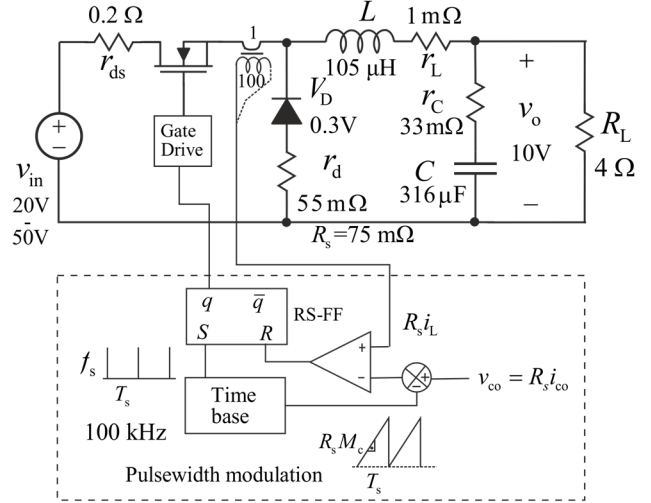 0.2 Ω
r_ds
1
100
L
105 μH
1 mΩ
r_L
+
V_D
0.3V
r_C
33mΩ
v_o
10V
R_L
4 Ω
Gate
Drive
+
−
v_in
20V
-
50V
r_d
55 mΩ
C
316 μF
−
R_s=75 mΩ
q
q̅
S
R
RS-FF
R_s i_L
+
−
+
−
v_co = R_s i_co
f_s
T_s
Time
base
100 kHz
R_s M_c
T_s
Pulsewidth modulation